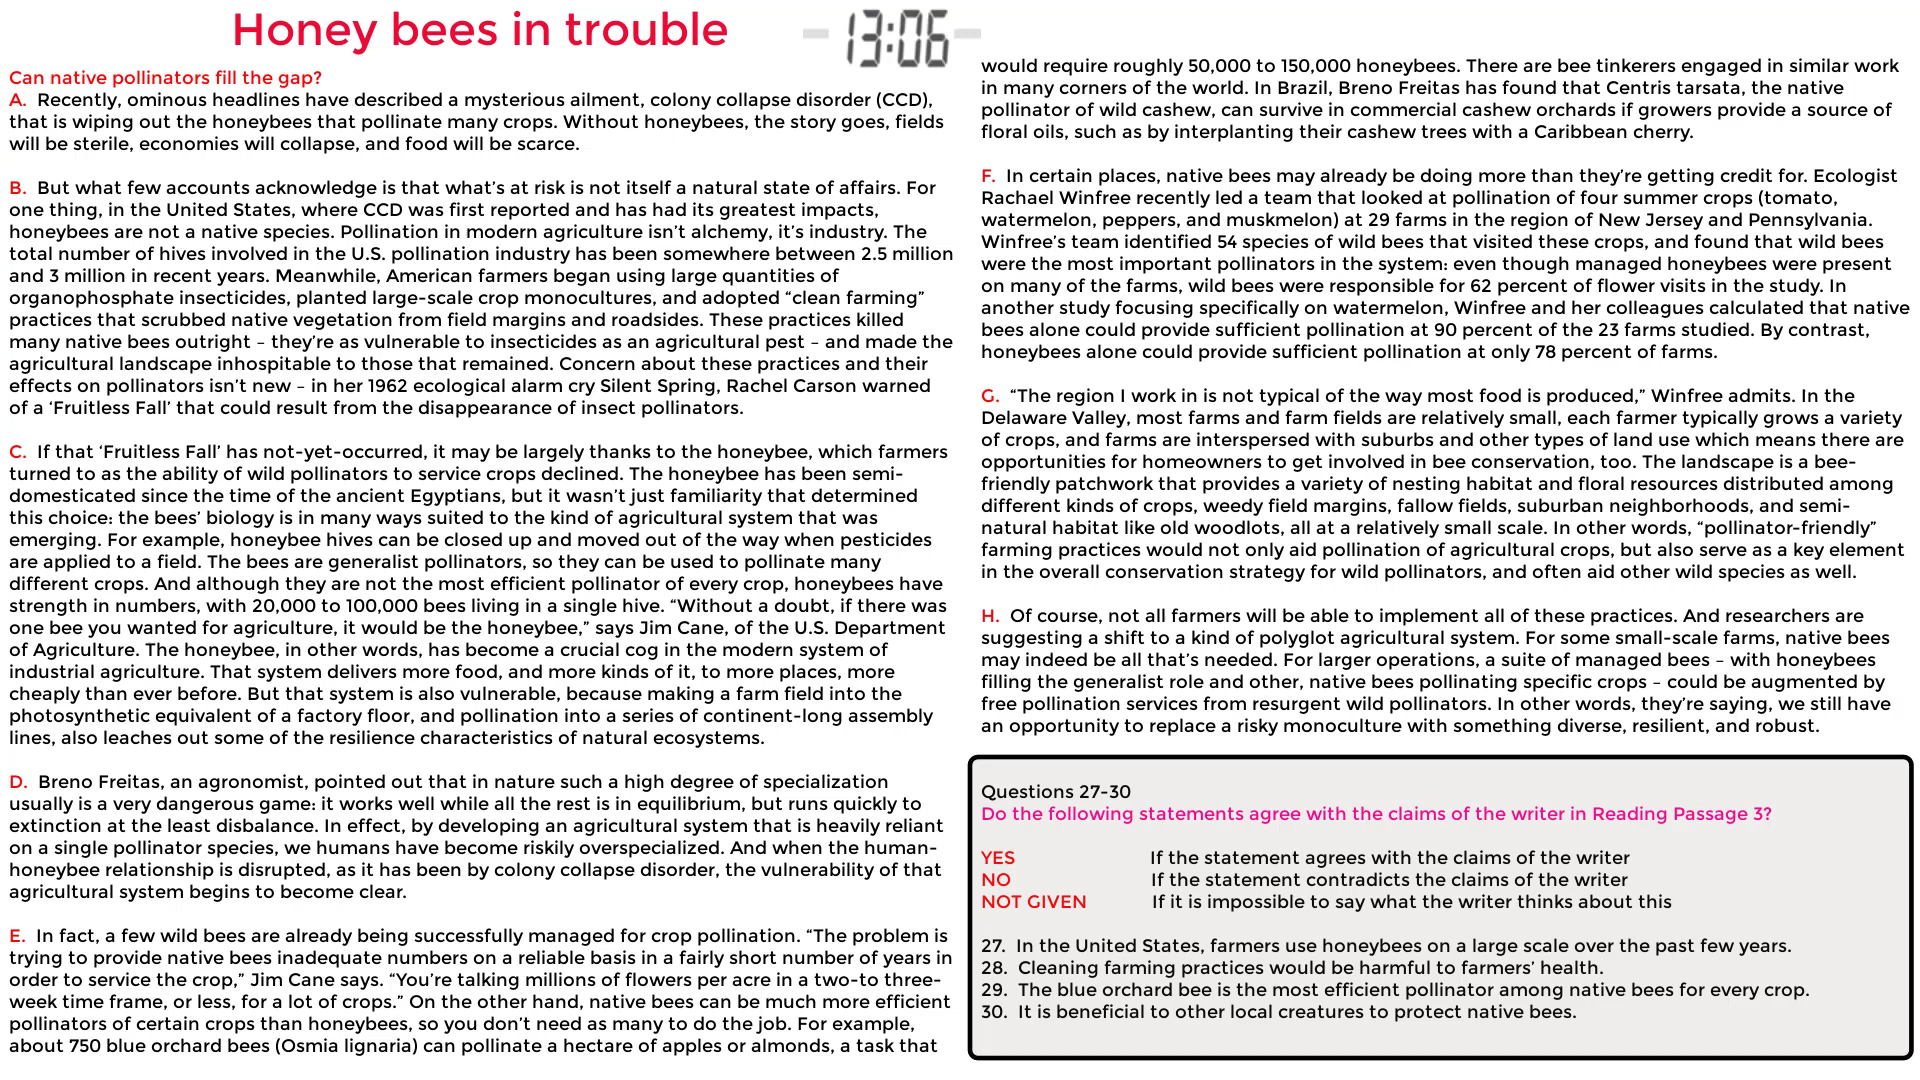 Honey bees in trouble
13:06
Can native pollinators fill the gap?
A. Recently, ominous headlines have described a mysterious ailment, colony collapse disorder (CCD),
that is wiping out the honeybees that pollinate many crops. Without honeybees, the story goes, fields
will be sterile, economies will collapse, and food will be scarce.
B. But what few accounts acknowledge is that what's at risk is not itself a natural state of affairs. For
one thing, in the United States, where CCD was first reported and has had its greatest impacts,
honeybees are not a native species. Pollination in modern agriculture isn't alchemy, it's industry. The
total number of hives involved in the U.S. pollination industry has been somewhere between 2.5 million
and 3 million in recent years. Meanwhile, American farmers began using large quantities of
organophosphate insecticides, planted large-scale crop monocultures, and adopted “clean farming”
practices that scrubbed native vegetation from field margins and roadsides. These practices killed
many native bees outright – they're as vulnerable to insecticides as an agricultural pest – and made the
agricultural landscape inhospitable to those that remained. Concern about these practices and their
effects on pollinators isn't new – in her 1962 ecological alarm cry Silent Spring, Rachel Carson warned
of a ‘Fruitless Fall’ that could result from the disappearance of insect pollinators.
C. If that ‘Fruitless Fall’ has not-yet-occurred, it may be largely thanks to the honeybee, which farmers
turned to as the ability of wild pollinators to service crops declined. The honeybee has been semi-
domesticated since the time of the ancient Egyptians, but it wasn't just familiarity that determined
this choice: the bees' biology is in many ways suited to the kind of agricultural system that was
emerging. For example, honeybee hives can be closed up and moved out of the way when pesticides
are applied to a field. The bees are generalist pollinators, so they can be used to pollinate many
different crops. And although they are not the most efficient pollinator of every crop, honeybees have
strength in numbers, with 20,000 to 100,000 bees living in a single hive. “Without a doubt, if there was
one bee you wanted for agriculture, it would be the honeybee,” says Jim Cane, of the U.S. Department
of Agriculture. The honeybee, in other words, has become a crucial cog in the modern system of
industrial agriculture. That system delivers more food, and more kinds of it, to more places, more
cheaply than ever before. But that system is also vulnerable, because making a farm field into the
photosynthetic equivalent of a factory floor, and pollination into a series of continent-long assembly
lines, also leaches out some of the resilience characteristics of natural ecosystems.
D. Breno Freitas, an agronomist, pointed out that in nature such a high degree of specialization
usually is a very dangerous game: it works well while all the rest is in equilibrium, but runs quickly to
extinction at the least disbalance. In effect, by developing an agricultural system that is heavily reliant
on a single pollinator species, we humans have become riskily overspecialized. And when the human-
honeybee relationship is disrupted, as it has been by colony collapse disorder, the vulnerability of that
agricultural system begins to become clear.
E. In fact, a few wild bees are already being successfully managed for crop pollination. “The problem is
trying to provide native bees inadequate numbers on a reliable basis in a fairly short number of years in
order to service the crop,” Jim Cane says. “You're talking millions of flowers per acre in a two-to three-
week time frame, or less, for a lot of crops.” On the other hand, native bees can be much more efficient
pollinators of certain crops than honeybees, so you don't need as many to do the job. For example,
about 750 blue orchard bees (Osmia lignaria) can pollinate a hectare of apples or almonds, a task that
would require roughly 50,000 to 150,000 honeybees. There are bee tinkerers engaged in similar work
in many corners of the world. In Brazil, Breno Freitas has found that Centris tarsata, the native
pollinator of wild cashew, can survive in commercial cashew orchards if growers provide a source of
floral oils, such as by interplanting their cashew trees with a Caribbean cherry.
F. In certain places, native bees may already be doing more than they're getting credit for. Ecologist
Rachael Winfree recently led a team that looked at pollination of four summer crops (tomato,
watermelon, peppers, and muskmelon) at 29 farms in the region of New Jersey and Pennsylvania.
Winfree's team identified 54 species of wild bees that visited these crops, and found that wild bees
were the most important pollinators in the system: even though managed honeybees were present
on many of the farms, wild bees were responsible for 62 percent of flower visits in the study. In
another study focusing specifically on watermelon, Winfree and her colleagues calculated that native
bees alone could provide sufficient pollination at 90 percent of the 23 farms studied. By contrast,
honeybees alone could provide sufficient pollination at only 78 percent of farms.
G. “The region I work in is not typical of the way most food is produced,” Winfree admits. In the
Delaware Valley, most farms and farm fields are relatively small, each farmer typically grows a variety
of crops, and farms are interspersed with suburbs and other types of land use which means there are
opportunities for homeowners to get involved in bee conservation, too. The landscape is a bee-
friendly patchwork that provides a variety of nesting habitat and floral resources distributed among
different kinds of crops, weedy field margins, fallow fields, suburban neighborhoods, and semi-
natural habitat like old woodlots, all at a relatively small scale. In other words, “pollinator-friendly”
farming practices would not only aid pollination of agricultural crops, but also serve as a key element
in the overall conservation strategy for wild pollinators, and often aid other wild species as well.
H. Of course, not all farmers will be able to implement all of these practices. And researchers are
suggesting a shift to a kind of polyglot agricultural system. For some small-scale farms, native bees
may indeed be all that's needed. For larger operations, a suite of managed bees – with honeybees
filling the generalist role and other, native bees pollinating specific crops – could be augmented by
free pollination services from resurgent wild pollinators. In other words, they're saying, we still have
an opportunity to replace a risky monoculture with something diverse, resilient, and robust.
Questions 27-30
Do the following statements agree with the claims of the writer in Reading Passage 3?
YES If the statement agrees with the claims of the writer
NO If the statement contradicts the claims of the writer
NOT GIVEN If it is impossible to say what the writer thinks about this
27. In the United States, farmers use honeybees on a large scale over the past few years.
28. Cleaning farming practices would be harmful to farmers' health.
29. The blue orchard bee is the most efficient pollinator among native bees for every crop.
30. It is beneficial to other local creatures to protect native bees.